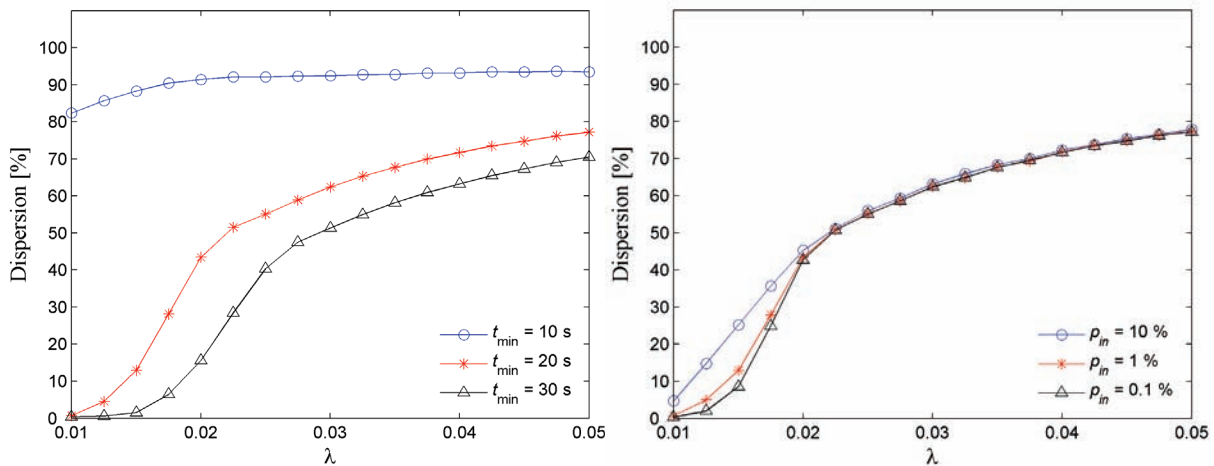 100
90
80
70
60
50
40
30
20
10
0
Dispersion [%]
0.01 0.02 0.03 0.04 0.05
λ
t_min = 10 s
t_min = 20 s
t_min = 30 s
100
90
80
70
60
50
40
30
20
10
0
Dispersion [%]
0.01 0.02 0.03 0.04 0.05
λ
p_in = 10 %
p_in = 1 %
p_in = 0.1 %